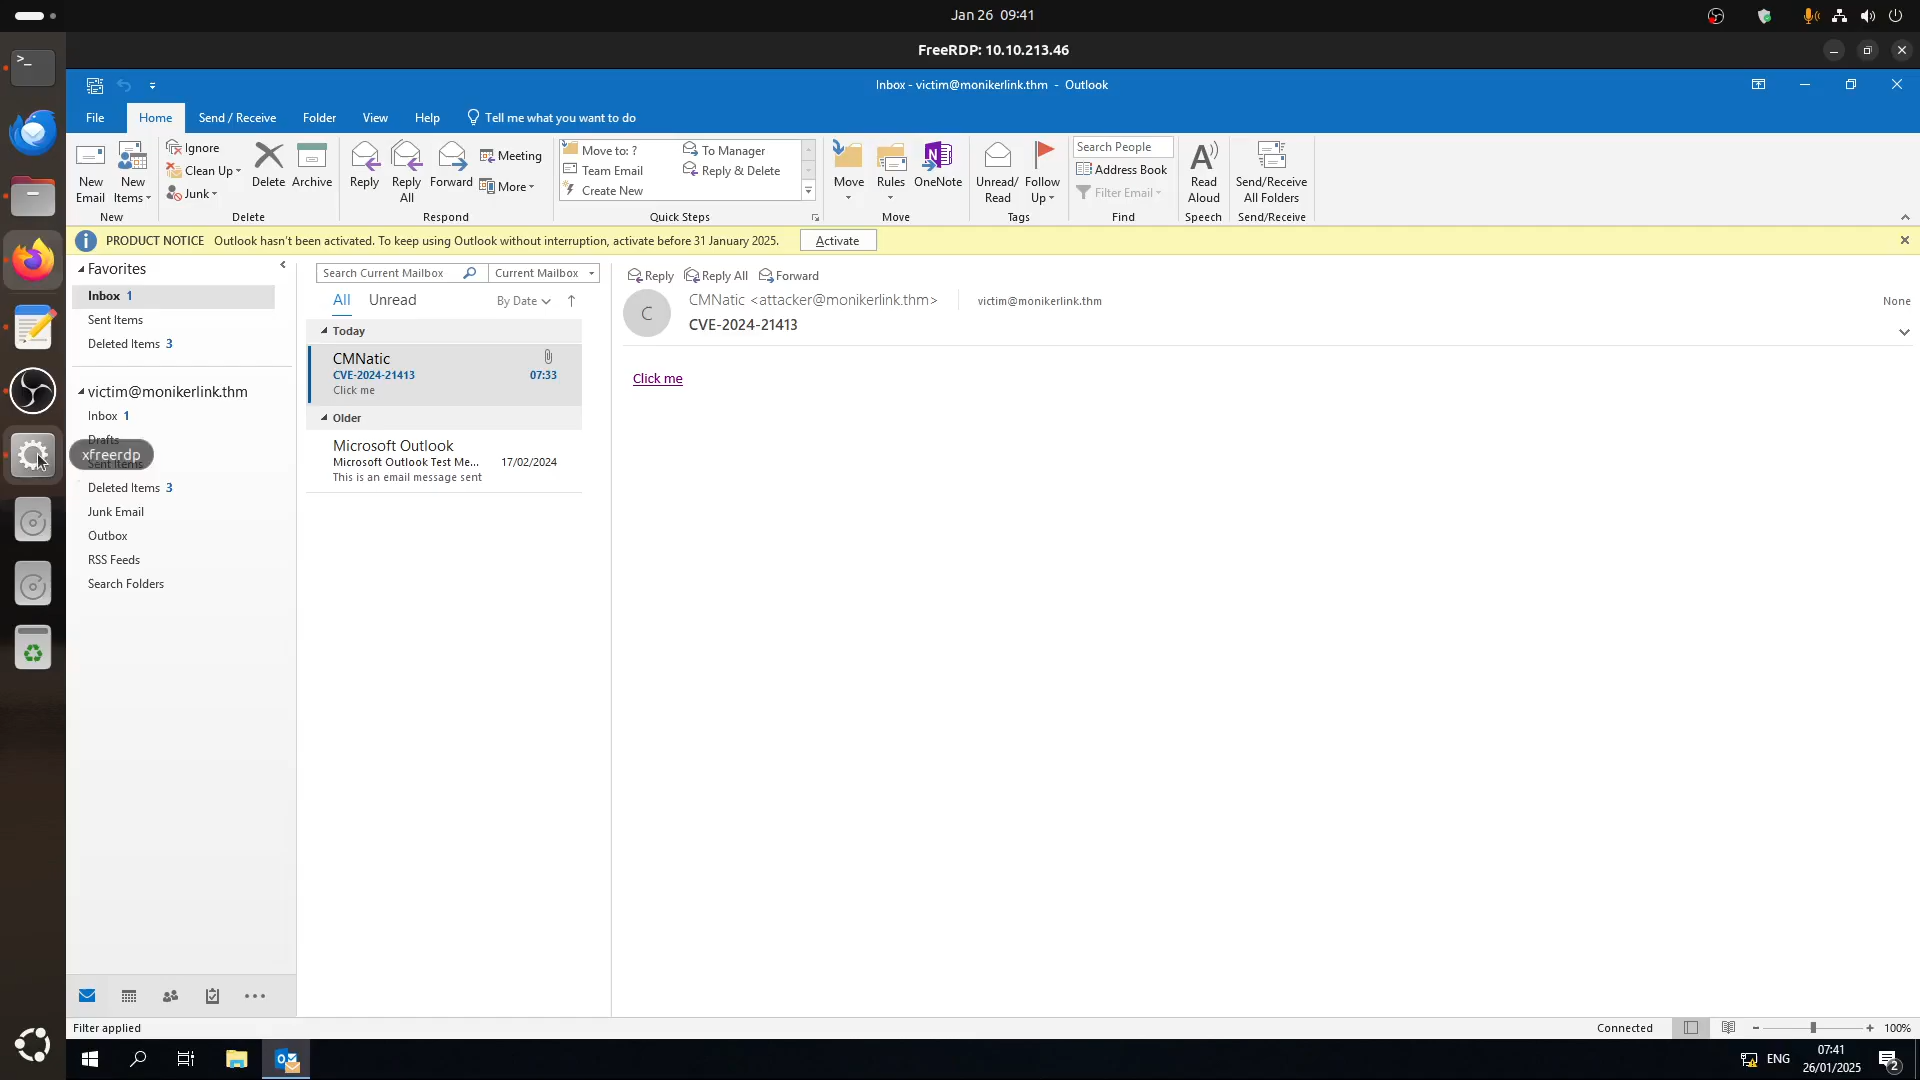 Jan 26 09:41
FreeRDP: 10.10.213.46
Inbox - victim@monikerlink.thm - Outlook
File
Home
Send / Receive
Folder
View
Help
Tell me what you want to do
New Email
New Items
New
Ignore
Clean Up
Junk
Delete
Archive
Delete
Reply
Reply All
Forward
Meeting
More
Respond
Move to: ?
Team Email
Create New
To Manager
Reply & Delete
Quick Steps
Move
Rules
OneNote
Move
Unread/ Read
Follow Up
Tags
Search People
Address Book
Filter Email
Find
Read Aloud
Speech
Send/Receive All Folders
Send/Receive
PRODUCT NOTICE Outlook hasn't been activated. To keep using Outlook without interruption, activate before 31 January 2025.
Activate
Favorites
Inbox 1
Sent Items
Deleted Items 3
victim@monikerlink.thm
Inbox 1
Drafts
xfreerdp
Sent Items
Deleted Items 3
Junk Email
Outbox
RSS Feeds
Search Folders
Search Current Mailbox
Current Mailbox
All
Unread
By Date
Today
CMNatic
CVE-2024-21413 07:33
Click me
Older
Microsoft Outlook
Microsoft Outlook Test Me... 17/02/2024
This is an email message sent
Reply
Reply All
Forward
C
CMNatic <attacker@monikerlink.thm>
victim@monikerlink.thm
None
CVE-2024-21413
Click me
Filter applied
Connected
100%
ENG
07:41
26/01/2025
2